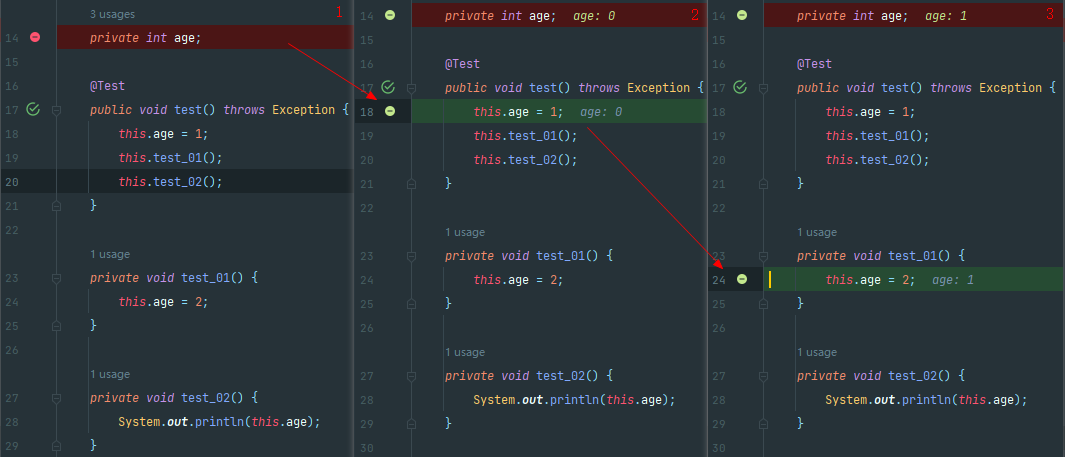 3 usages 1
14 private int age;
15
16 @Test
17 public void test() throws Exception {
18 this.age = 1;
19 this.test_01();
20 this.test_02();
21 }
22
1 usage
23 private void test_01() {
24 this.age = 2;
25 }
26
1 usage
27 private void test_02() {
28 System.out.println(this.age);
29 }
14 private int age; age: 0 2
15
16 @Test
17 public void test() throws Exception {
18 this.age = 1; age: 0
19 this.test_01();
20 this.test_02();
21 }
22
1 usage
23 private void test_01() {
24 this.age = 2;
25 }
26
1 usage
27 private void test_02() {
28 System.out.println(this.age);
29 }
30
14 private int age; age: 1 3
15
16 @Test
17 public void test() throws Exception {
18 this.age = 1;
19 this.test_01();
20 this.test_02();
21 }
22
1 usage
23 private void test_01() {
24 this.age = 2; age: 1
25 }
26
1 usage
27 private void test_02() {
28 System.out.println(this.age);
29 }
30